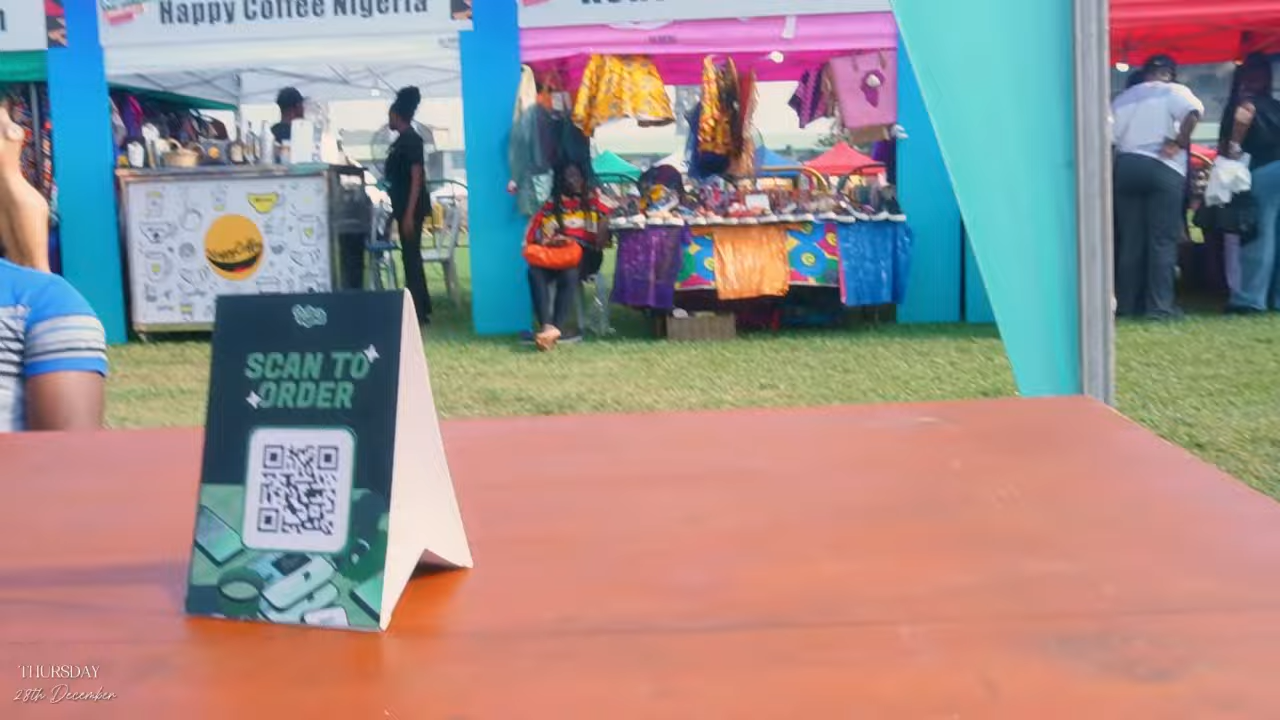 Happy Coffee Nigeria
SCAN TO
ORDER
THURSDAY
28th December